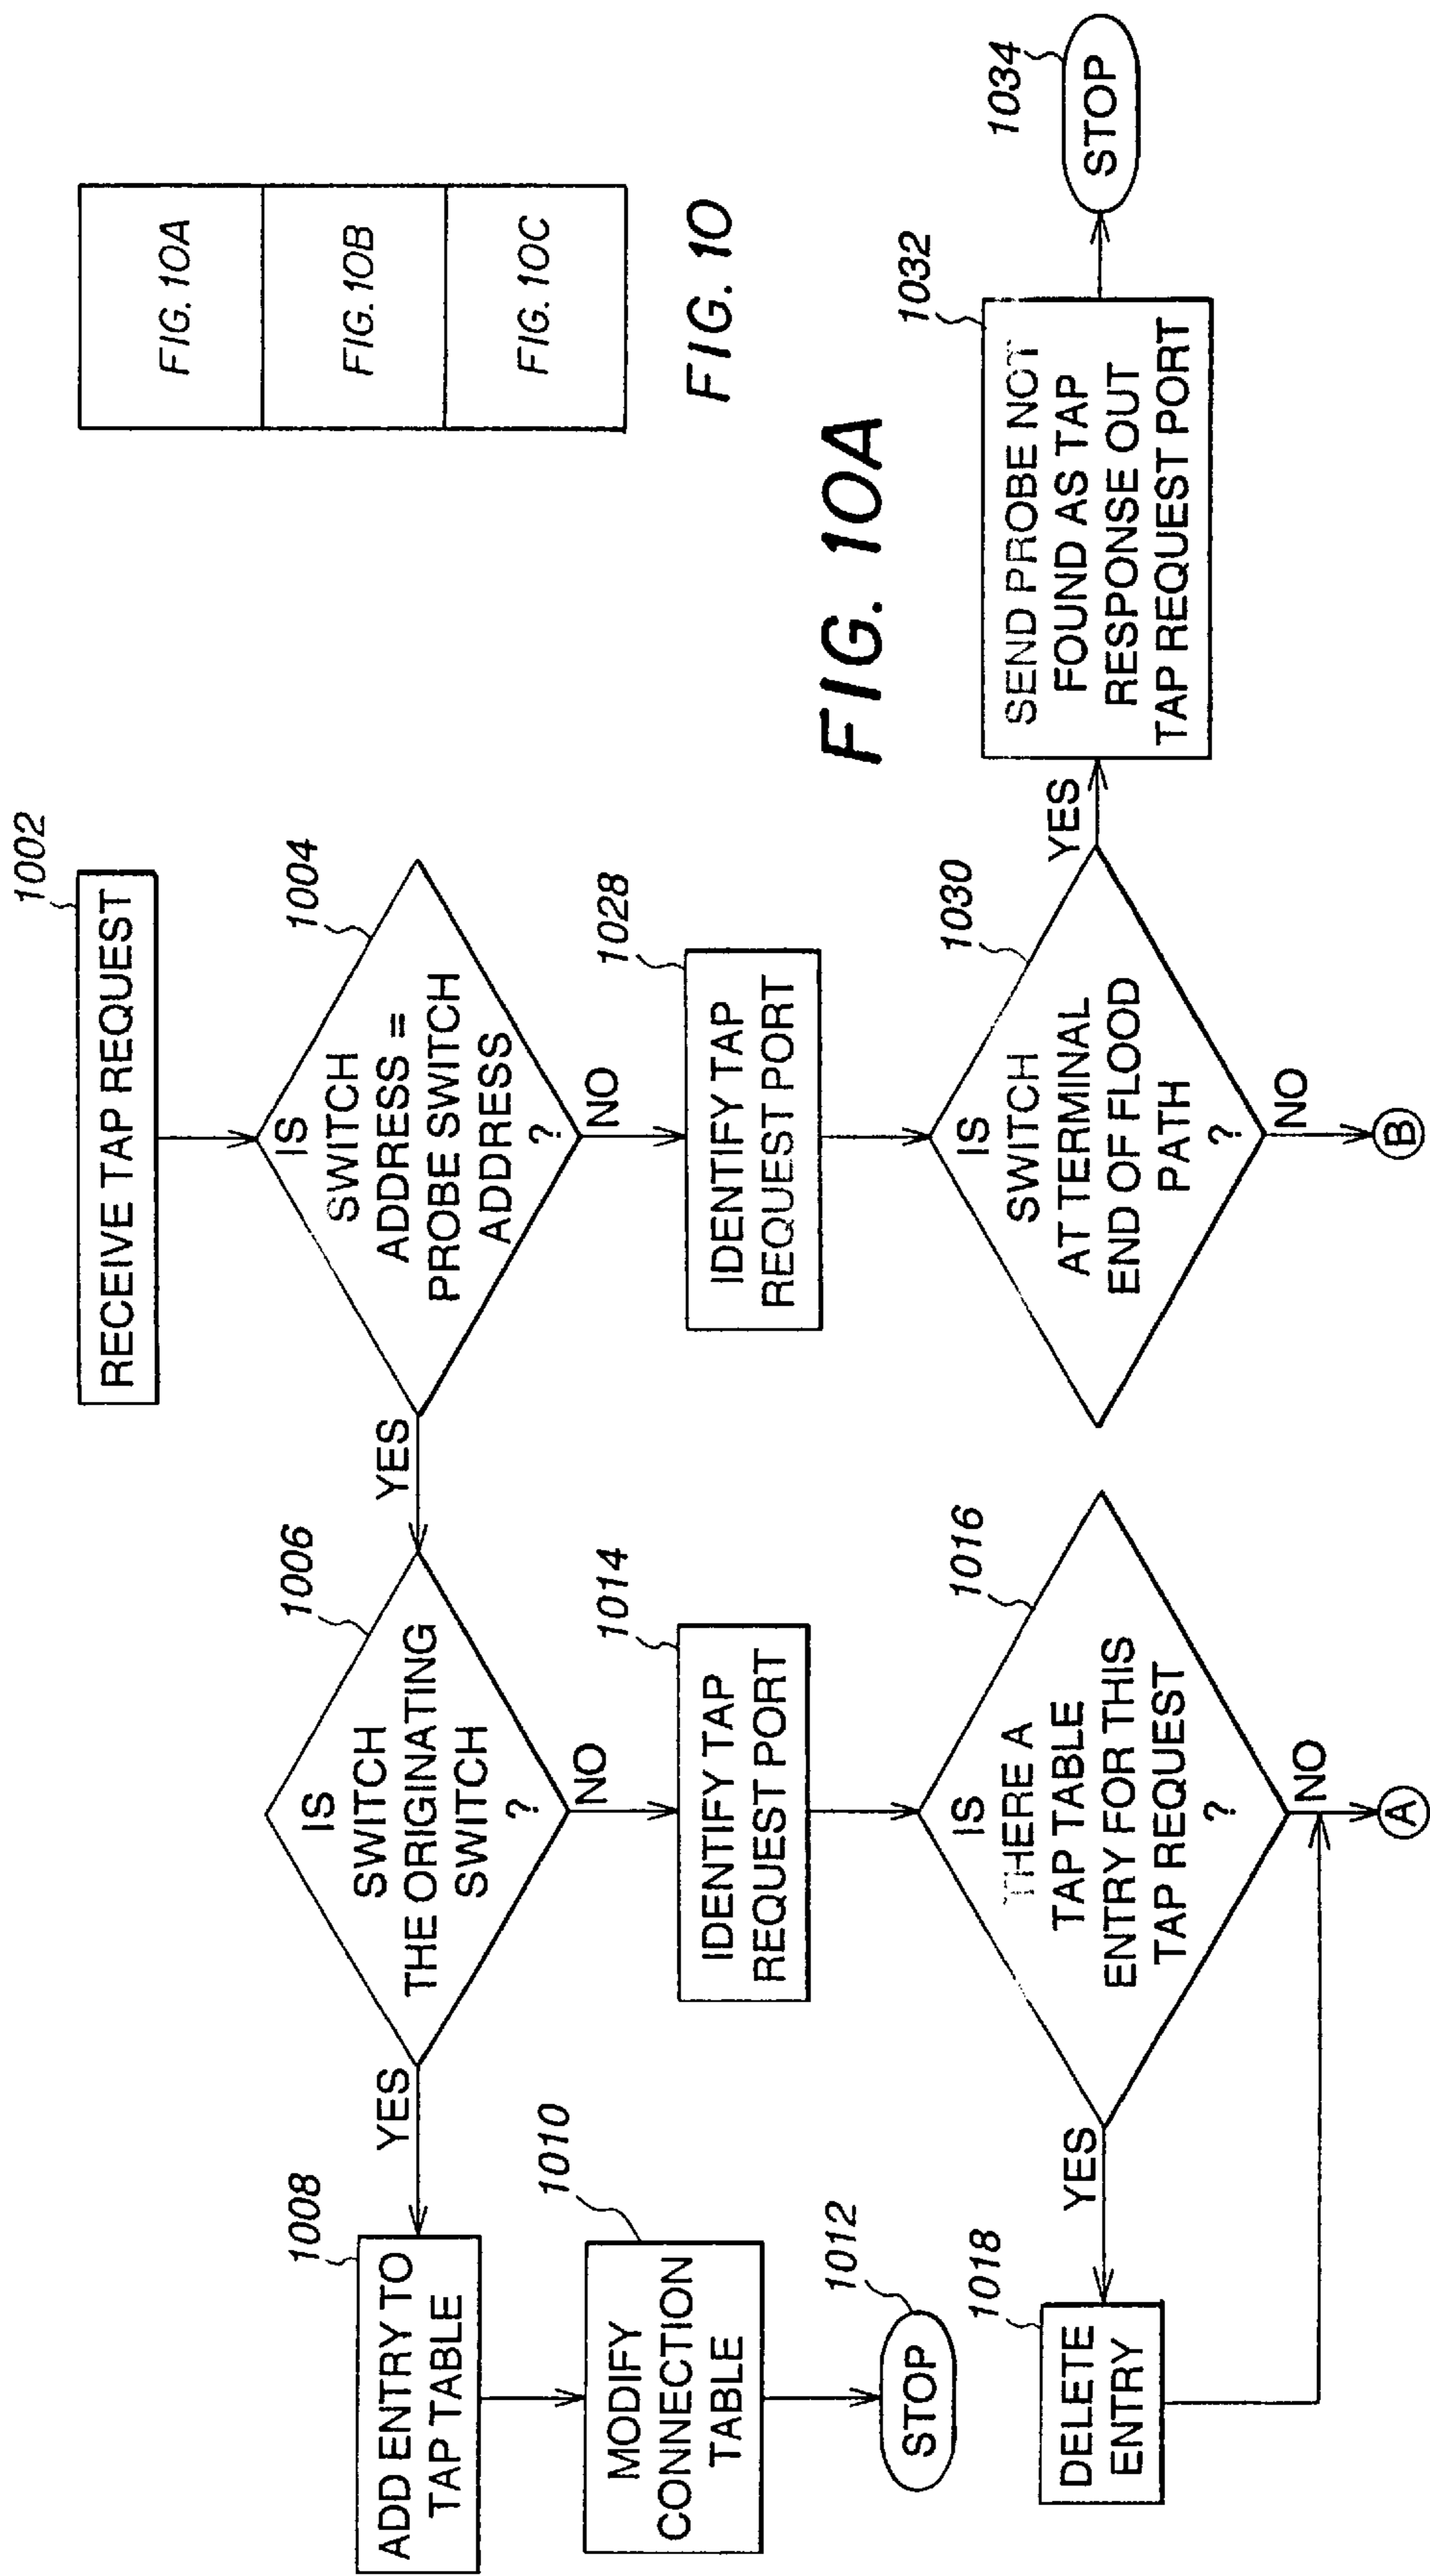 1002
RECEIVE TAP REQUEST
1004
IS
SWITCH
ADDRESS =
PROBE SWITCH
ADDRESS
?
YES
NO
1006
IS
SWITCH
THE ORIGINATING
SWITCH
?
YES
NO
1008
ADD ENTRY TO
TAP TABLE
1010
MODIFY
CONNECTION
TABLE
1012
STOP
1014
IDENTIFY TAP
REQUEST PORT
1016
IS
THERE A
TAP TABLE
ENTRY FOR THIS
TAP REQUEST
?
YES
NO
1018
DELETE
ENTRY
A
1028
IDENTIFY TAP
REQUEST PORT
1030
IS
SWITCH
AT TERMINAL
END OF FLOOD
PATH
?
YES
NO
B
1032
SEND PROBE NOT
FOUND AS TAP
RESPONSE OUT
TAP REQUEST PORT
1034
STOP
FIG. 10A
FIG. 10A
FIG. 10B
FIG. 10C
FIG. 10